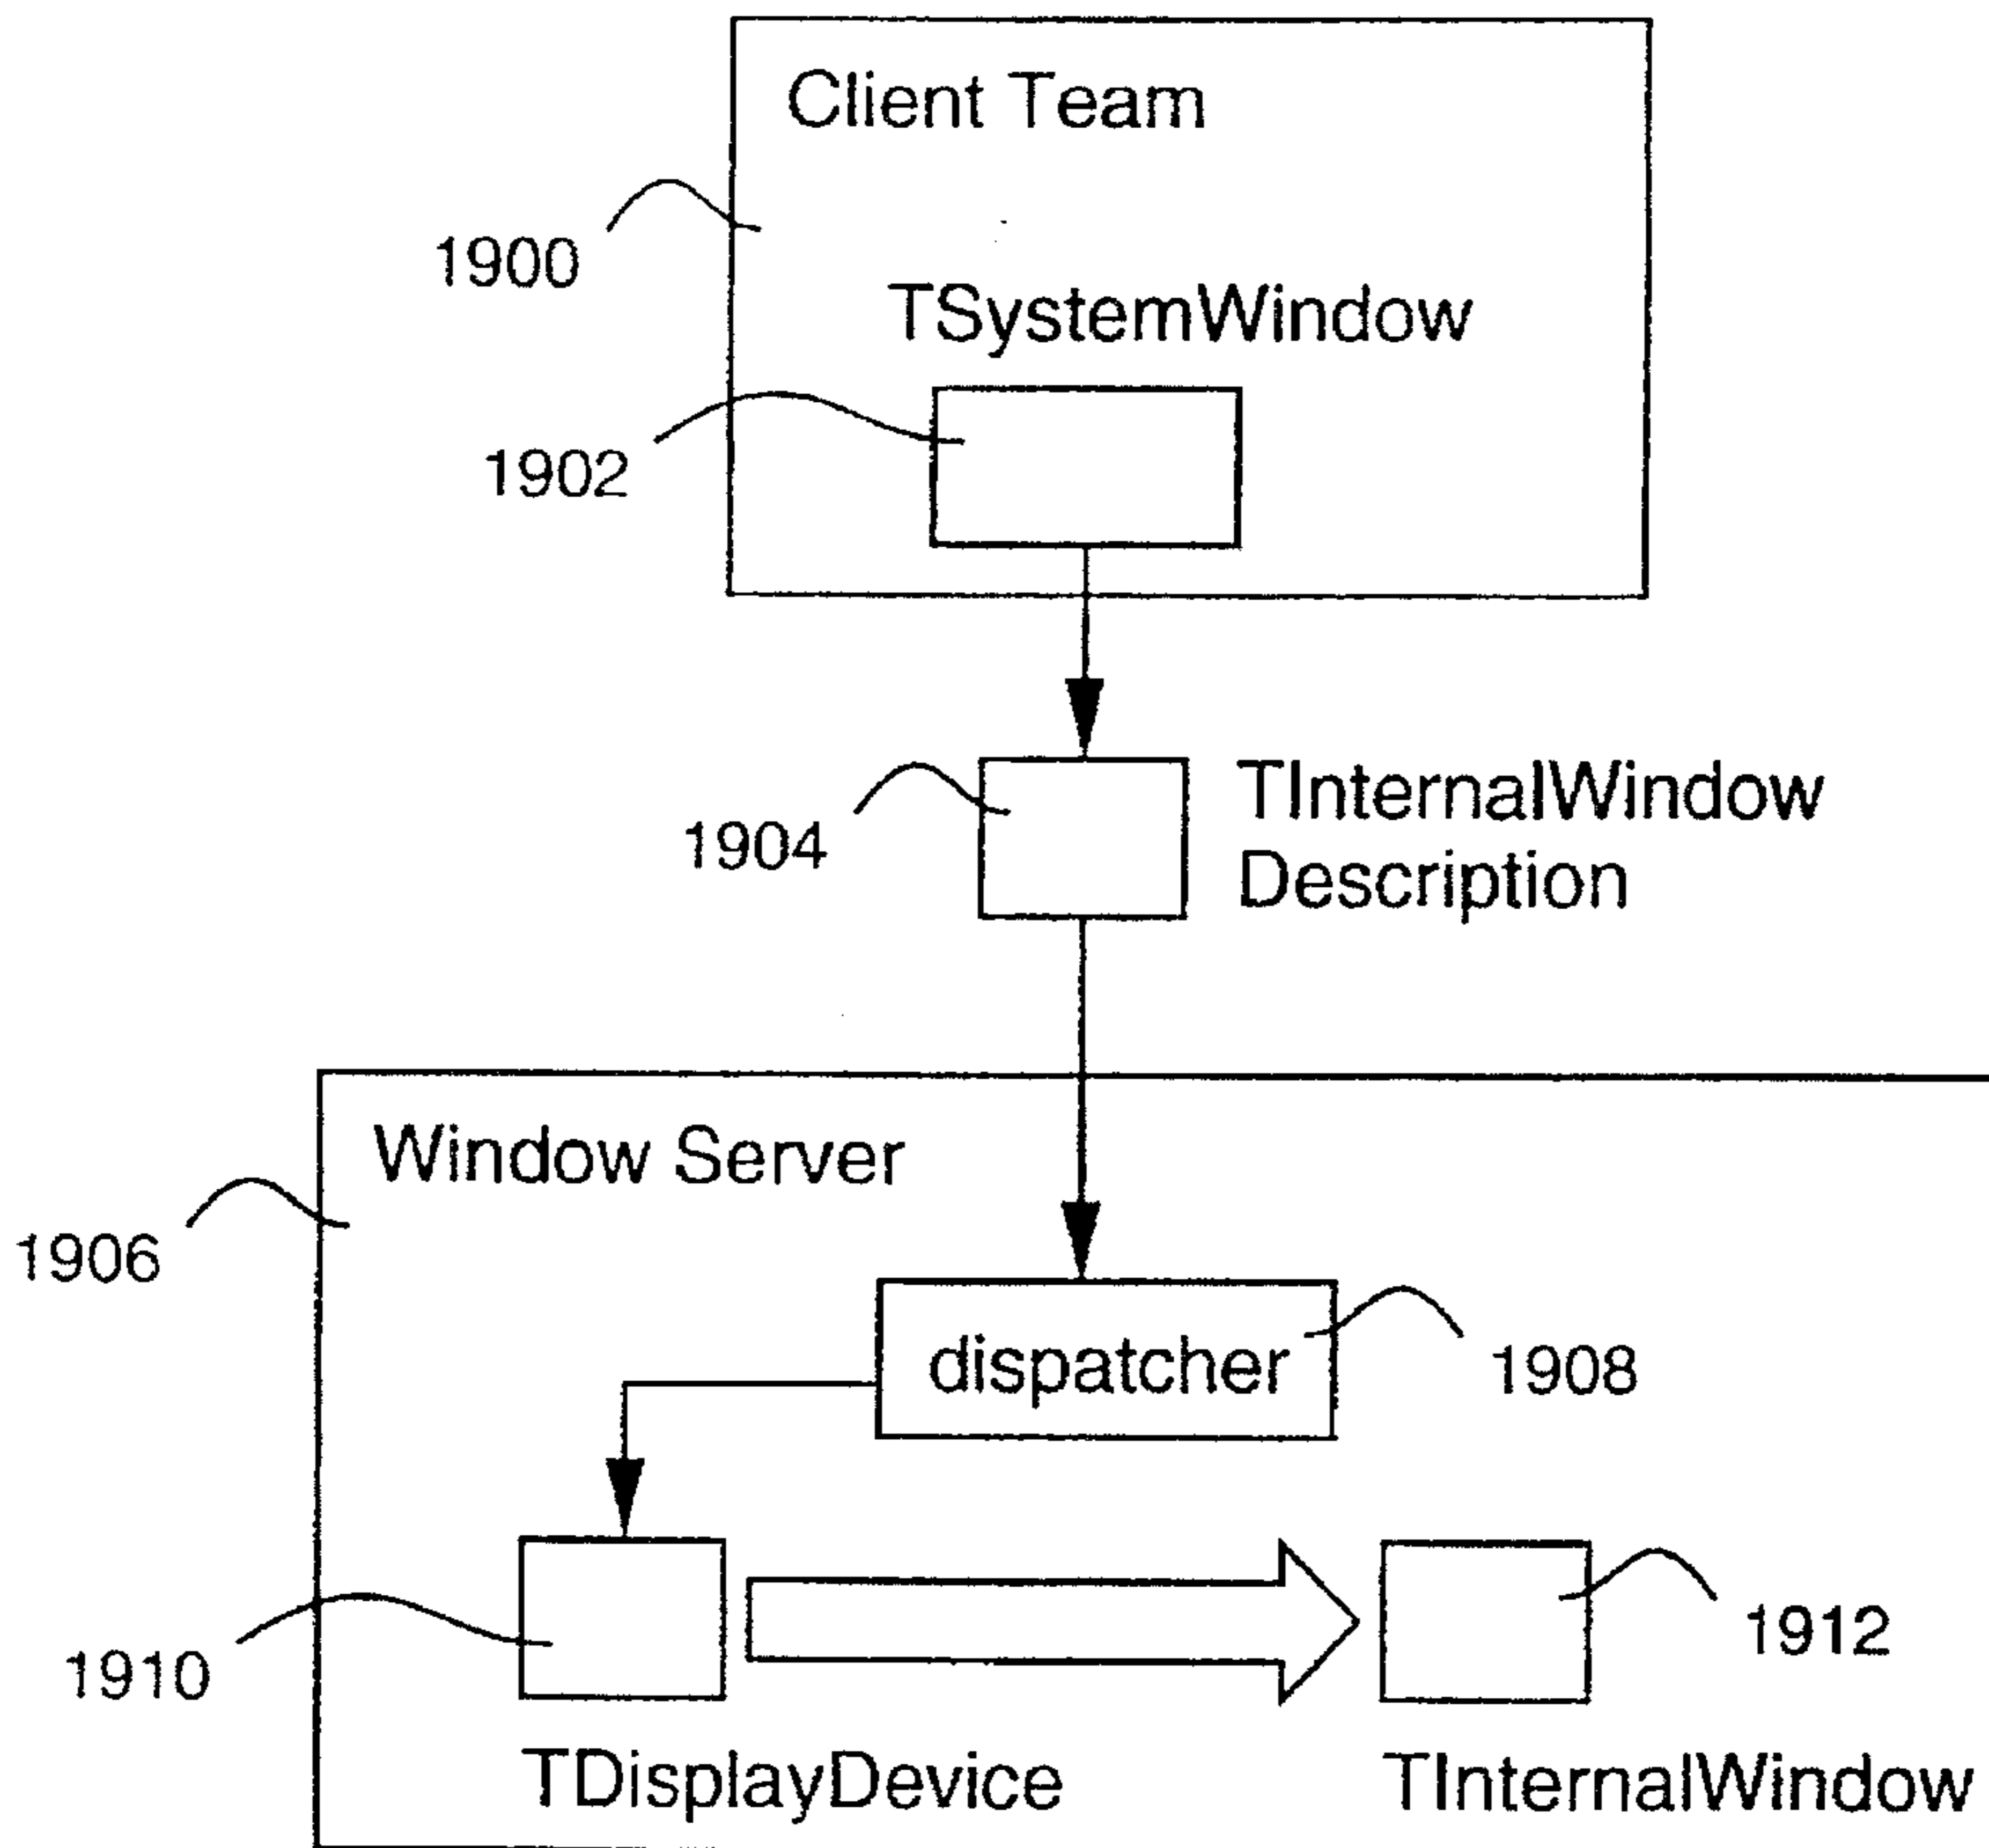 Client Team
1900
TSystemWindow
1902
TInternalWindow
Description
1904
Window Server
1906
dispatcher
1908
1910
1912
TDisplayDevice
TInternalWindow